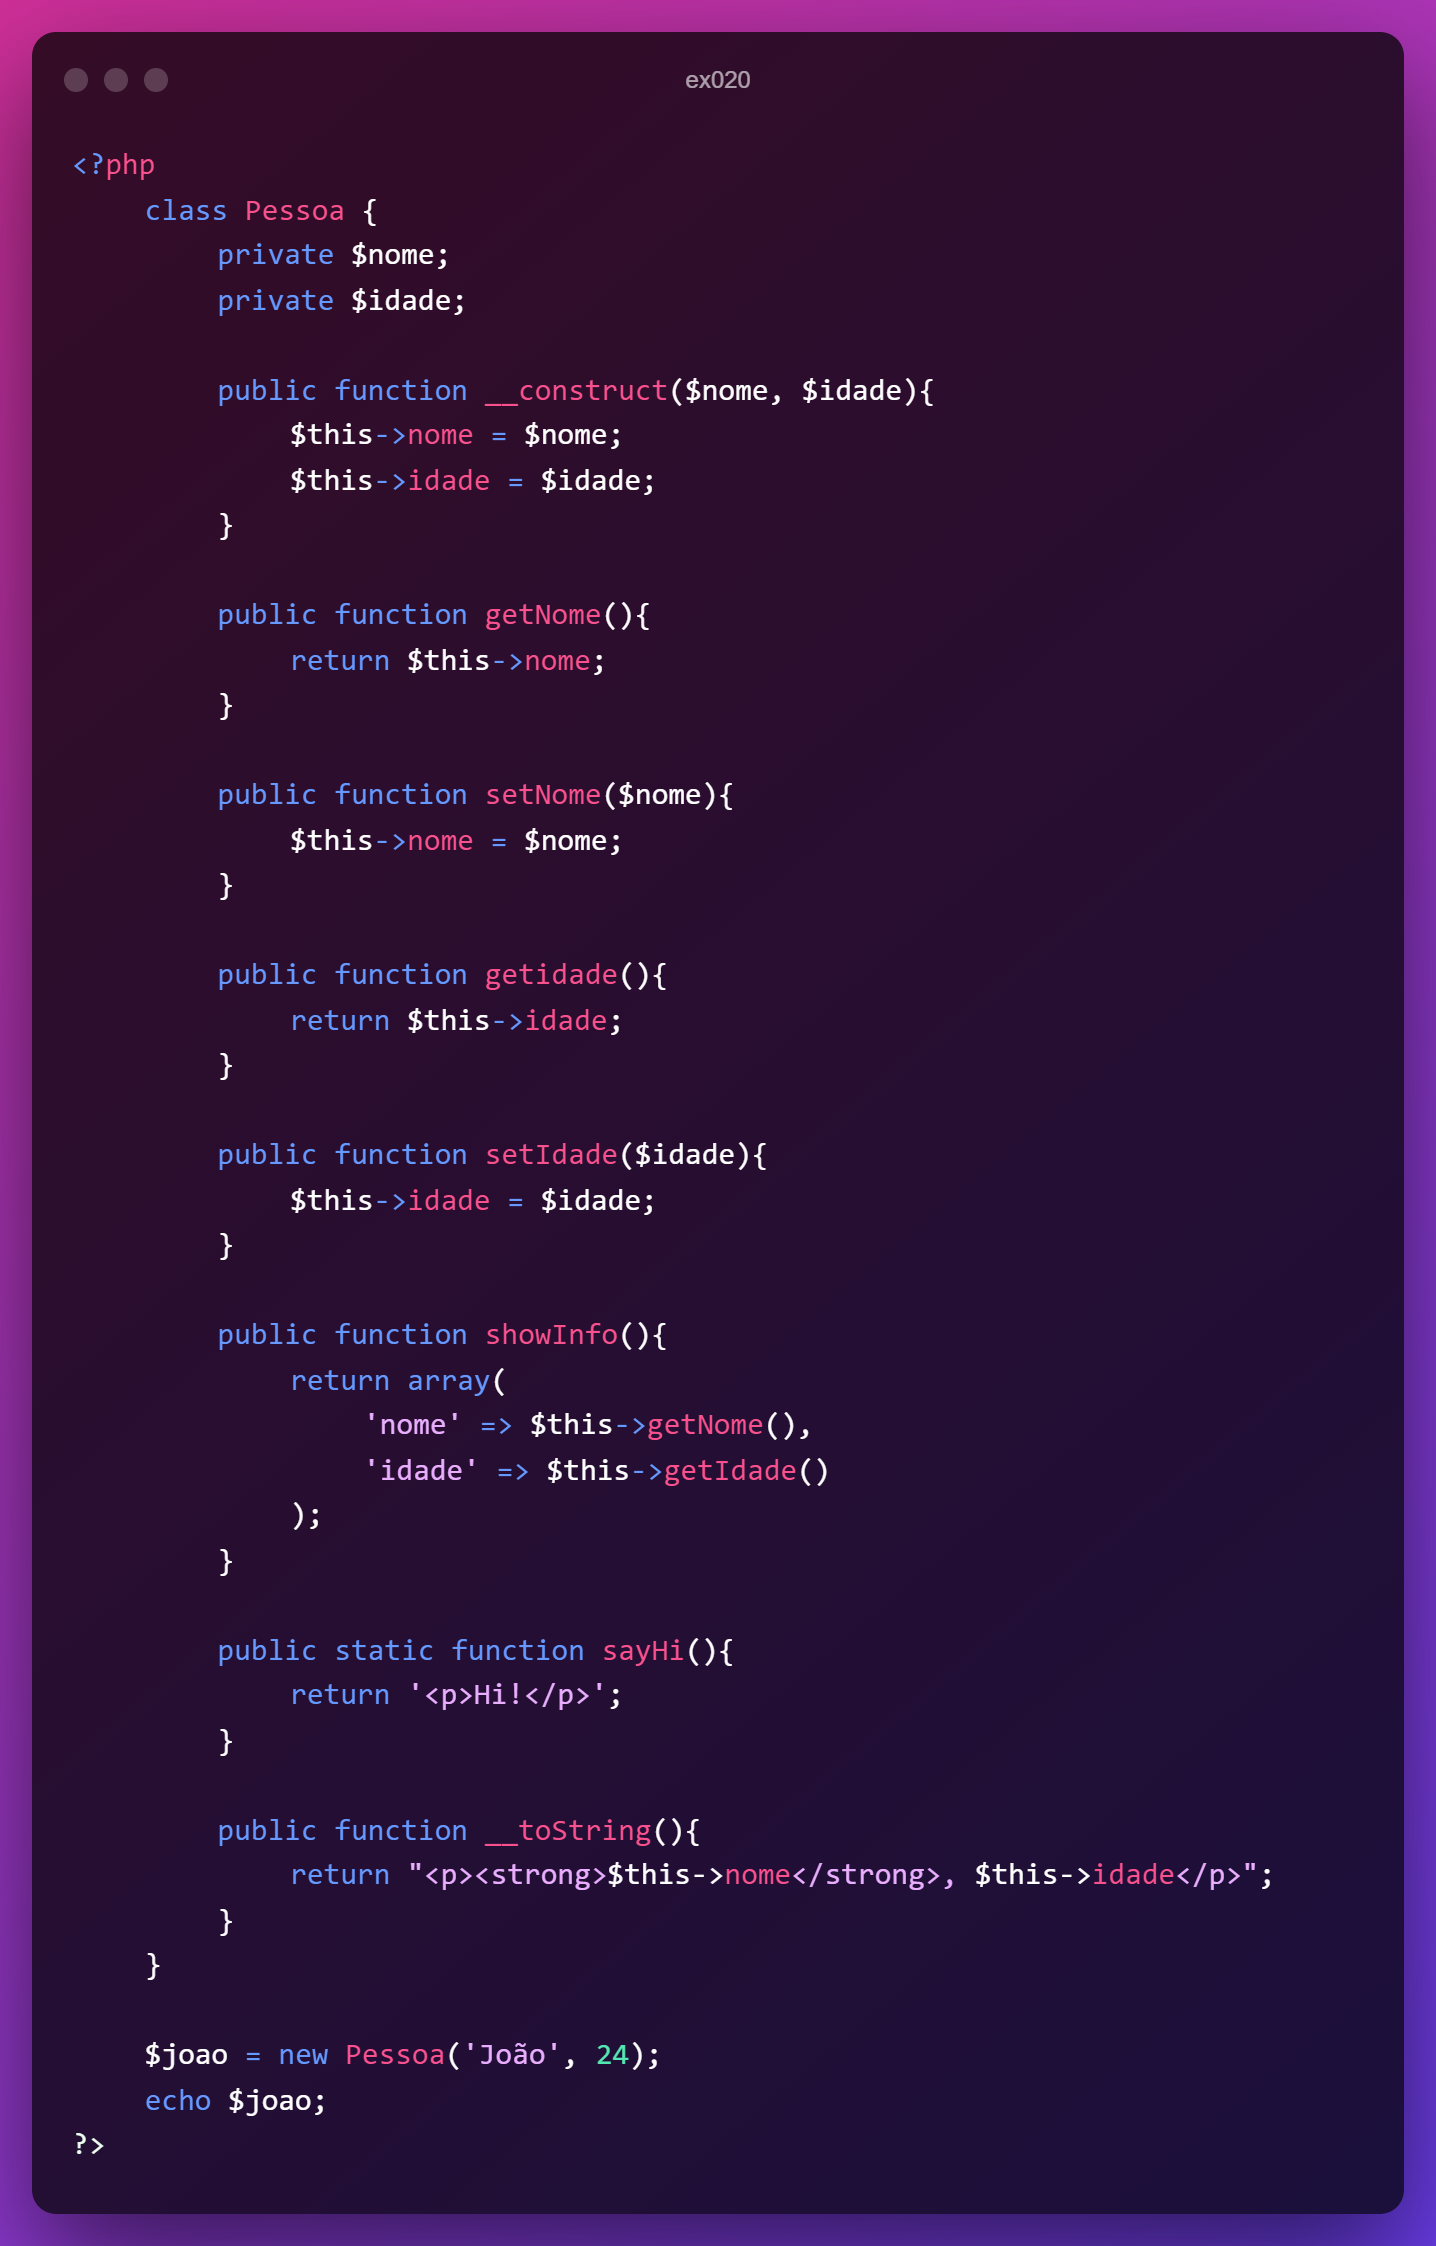 ex020
<?php
class Pessoa {
private $nome;
private $idade;
public function __construct($nome, $idade){
$this->nome = $nome;
$this->idade = $idade;
}
public function getNome(){
return $this->nome;
}
public function setNome($nome){
$this->nome = $nome;
}
public function getidade(){
return $this->idade;
}
public function setIdade($idade){
$this->idade = $idade;
}
public function showInfo(){
return array(
'nome' => $this->getNome(),
'idade' => $this->getIdade()
);
}
public static function sayHi(){
return '<p>Hi!</p>';
}
public function __toString(){
return "<p><strong>$this->nome</strong>, $this->idade</p>";
}
}
$joao = new Pessoa('João', 24);
echo $joao;
?>